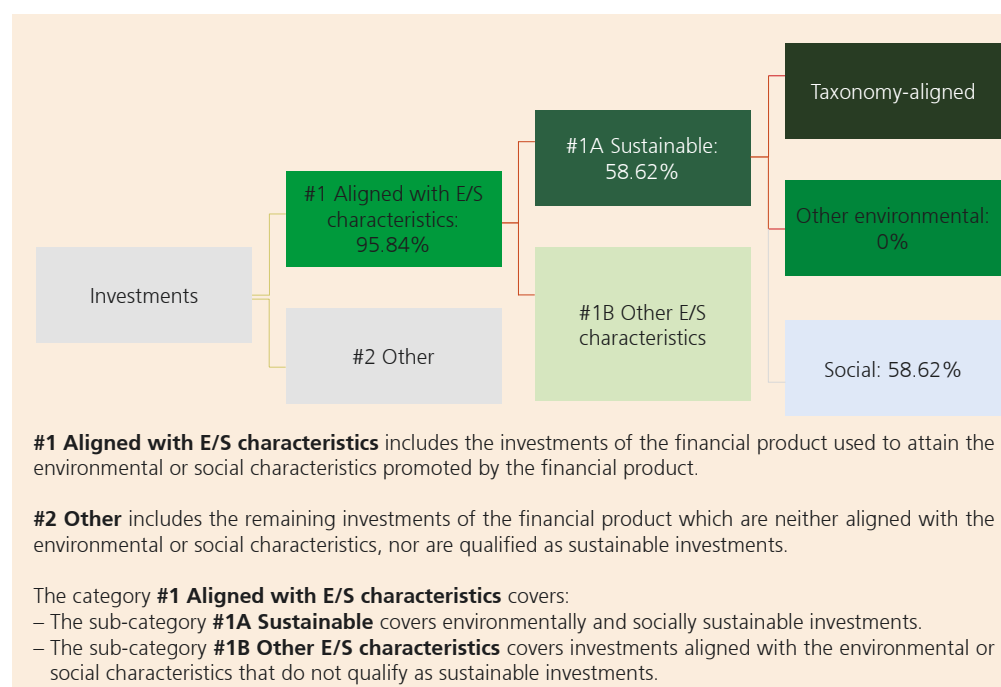 Taxonomy-aligned
#1A Sustainable:
58.62%
#1 Aligned with E/S
characteristics:
95.84%
Other environmental:
0%
Investments
#1B Other E/S
characteristics
#2 Other
Social: 58.62%
#1 Aligned with E/S characteristics includes the investments of the financial product used to attain the
environmental or social characteristics promoted by the financial product.
#2 Other includes the remaining investments of the financial product which are neither aligned with the
environmental or social characteristics, nor are qualified as sustainable investments.
The category #1 Aligned with E/S characteristics covers:
– The sub-category #1A Sustainable covers environmentally and socially sustainable investments.
– The sub-category #1B Other E/S characteristics covers investments aligned with the environmental or
social characteristics that do not qualify as sustainable investments.